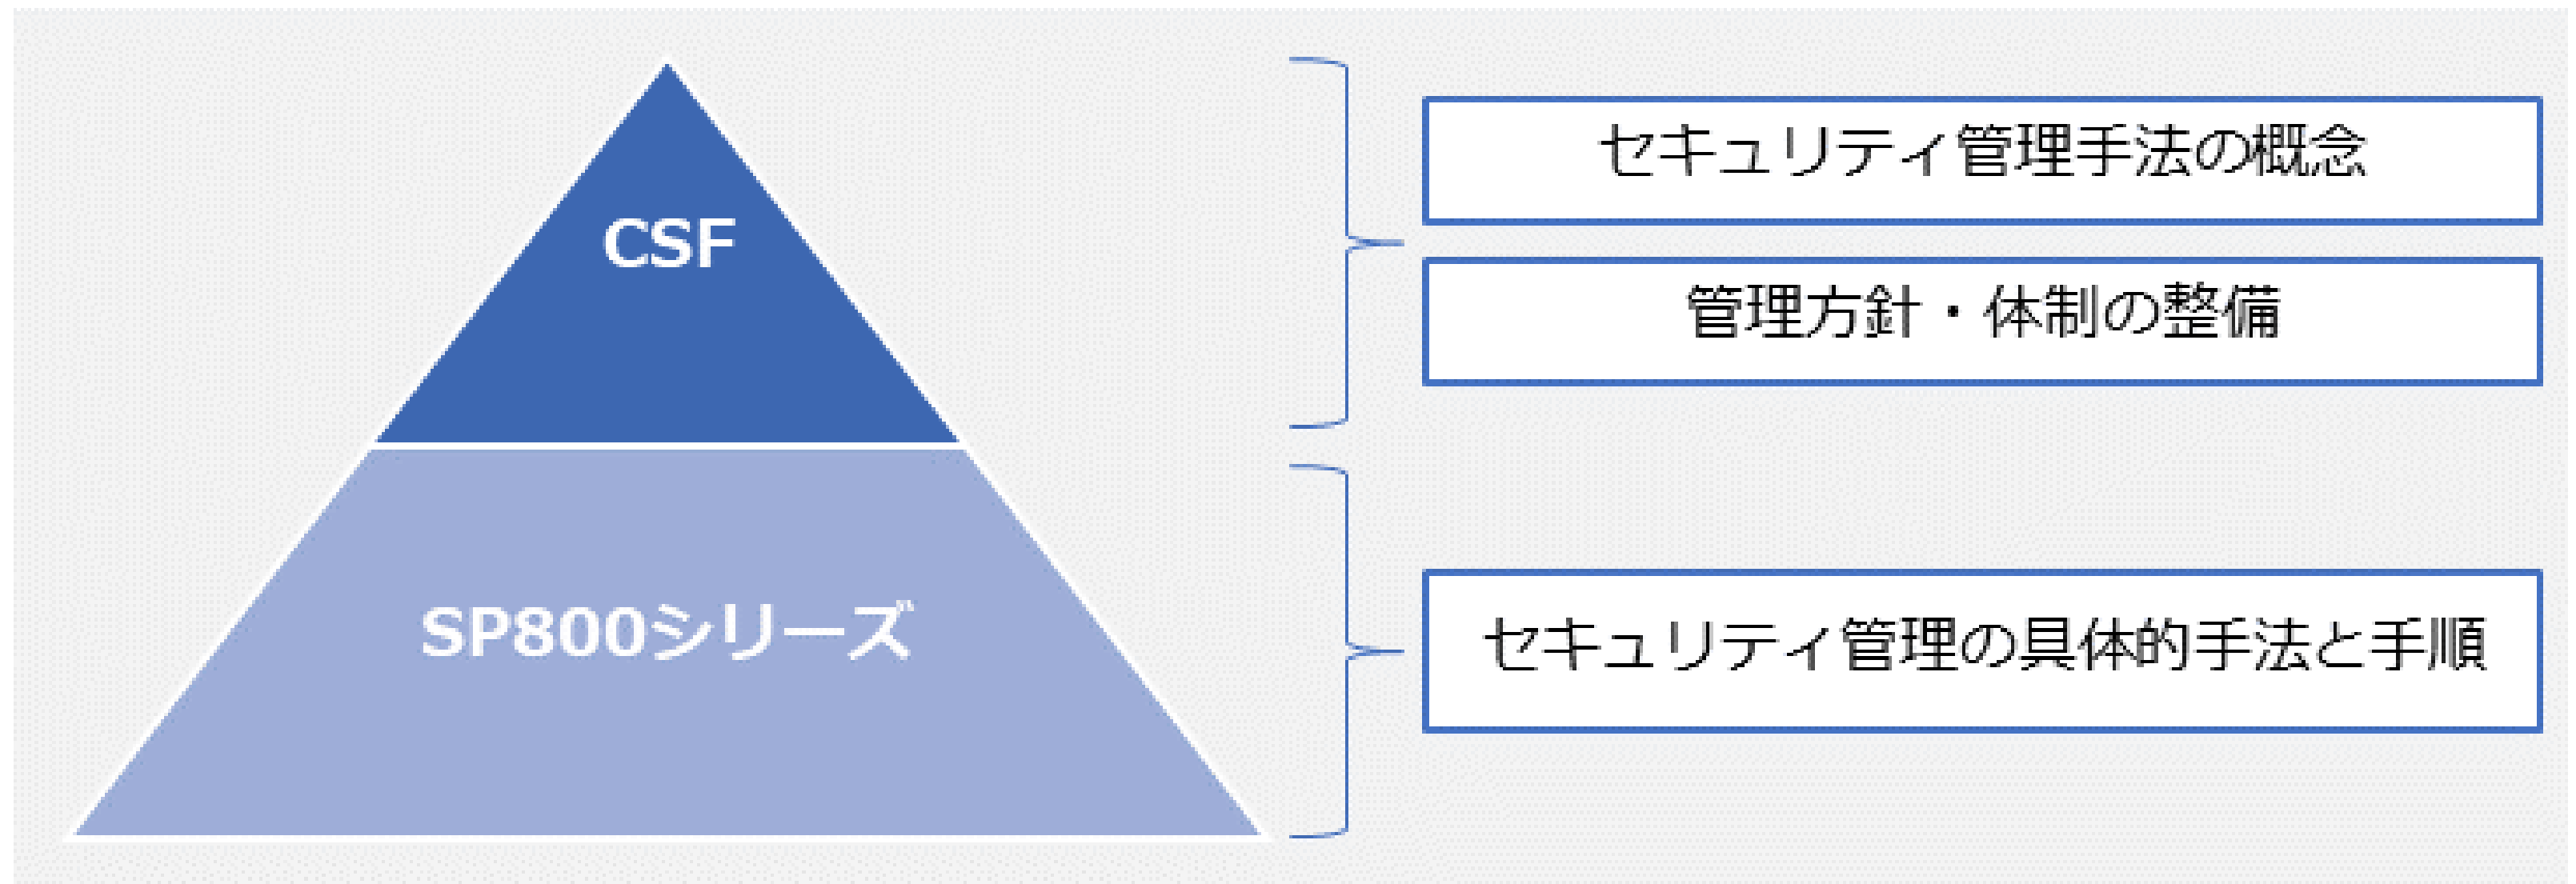 CSF
セキュリティ管理手法の概念
管理方針・体制の整備
SP800シリーズ
セキュリティ管理の具体的手法と手順